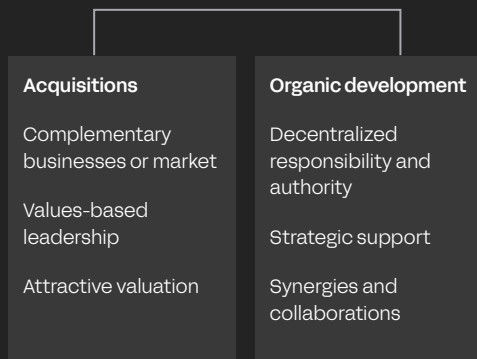 Acquisitions
Complementary
businesses or market
Values-based
leadership
Attractive valuation
Organic development
Decentralized
responsibility and
authority
Strategic support
Synergies and
collaborations